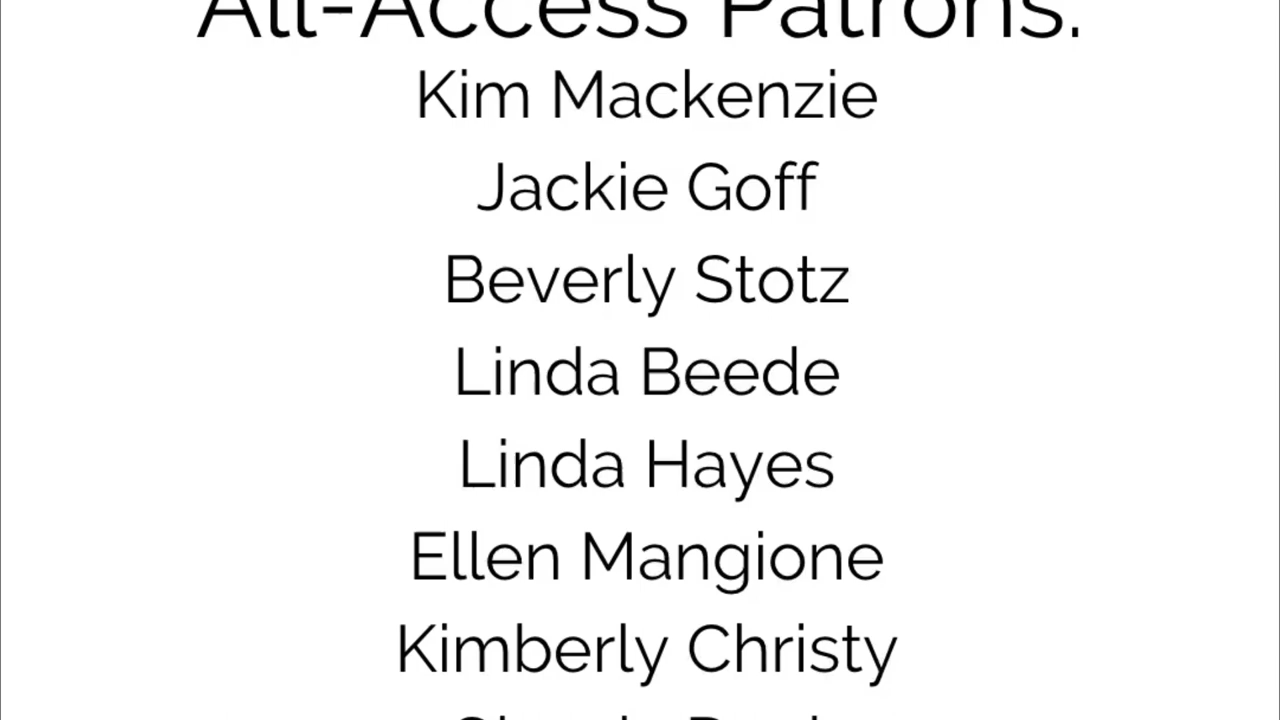 All-Access Patrons:
Kim Mackenzie
Jackie Goff
Beverly Stotz
Linda Beede
Linda Hayes
Ellen Mangione
Kimberly Christy